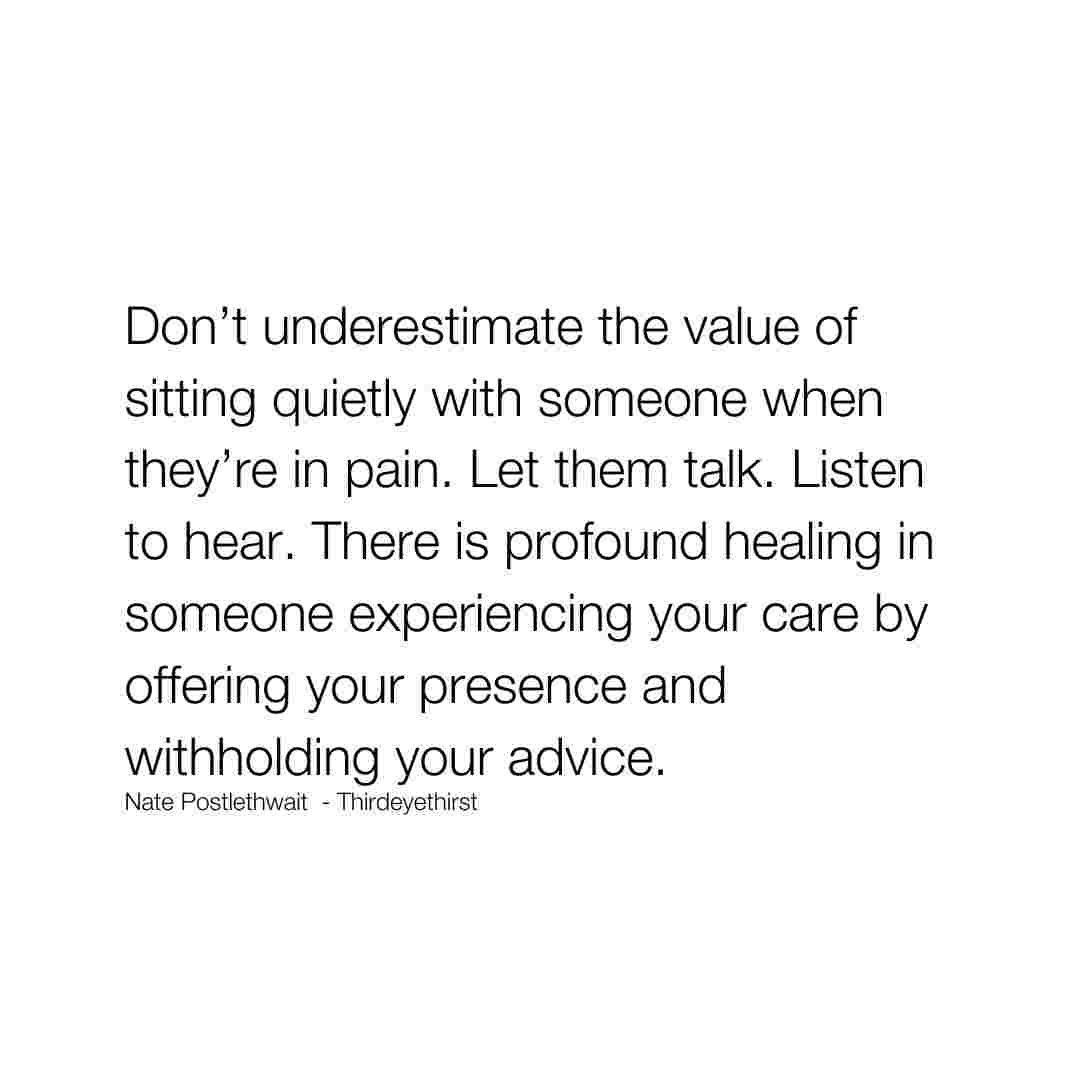 Don’t underestimate the value of
sitting quietly with someone when
they’re in pain. Let them talk. Listen
to hear. There is profound healing in
someone experiencing your care by
offering your presence and
withholding your advice.
Nate Postlethwait - Thirdeyethirst